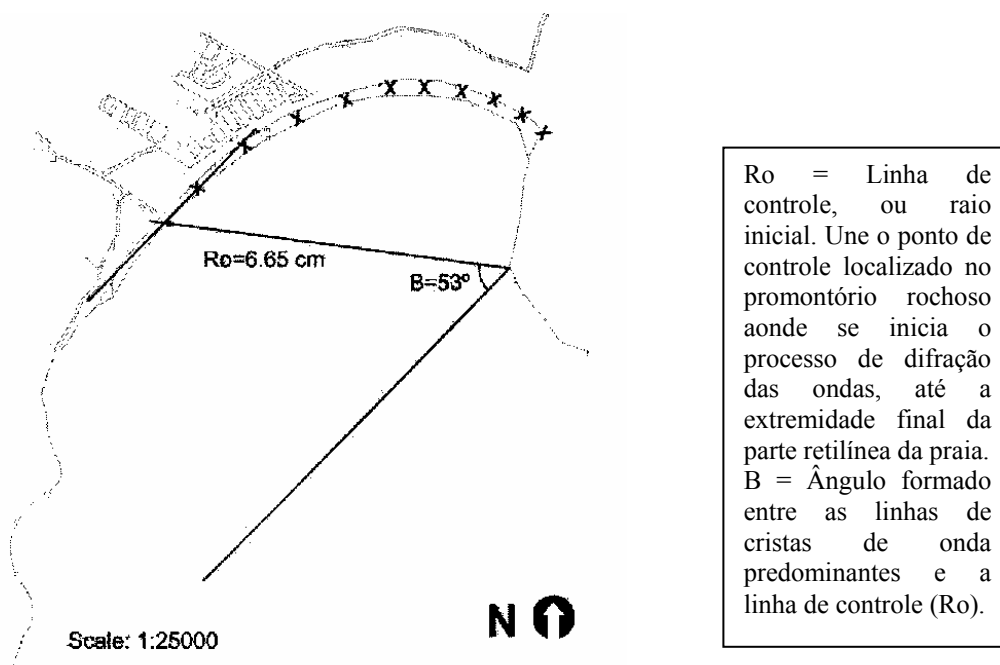 Ro=6.65 cm
B=53º
Scale: 1:25000
N
Ro = Linha de
controle, ou raio
inicial. Une o ponto de
controle localizado no
promontório rochoso
aonde se inicia o
processo de difração
das ondas, até a
extremidade final da
parte retilínea da praia.
B = Ângulo formado
entre as linhas de
cristas de onda
predominantes e a
linha de controle (Ro).